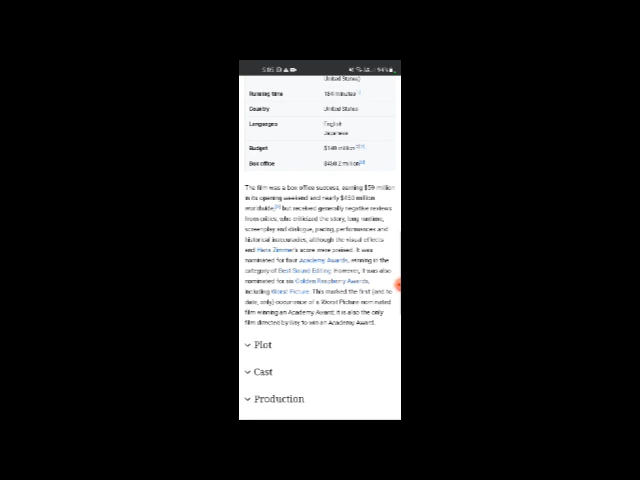 5:05
United States)
Running time 184 minutes
Country United States
Languages English
Japanese
Budget $140 million
Box office million
The film was a box office success, earning $59 million
in its opening weekend and nearly $450 million
worldwide, but received generally negative reviews
from critics, who criticized the story, long runtime,
screenplay and dialogue, pacing, performances and
historical inaccuracies, although the visual effects
and Hans Zimmer's score were praised. It was
nominated for four Academy Awards, winning in the
category of Best Sound Editing. However, it was also
nominated for six Golden Raspberry Awards,
including Worst Picture. This marked the first (and to
date, only) occurrence of a Worst Picture-nominated
film winning an Academy Award; it is also the only
film directed by Bay to win an Academy Award.
Plot
Cast
Production